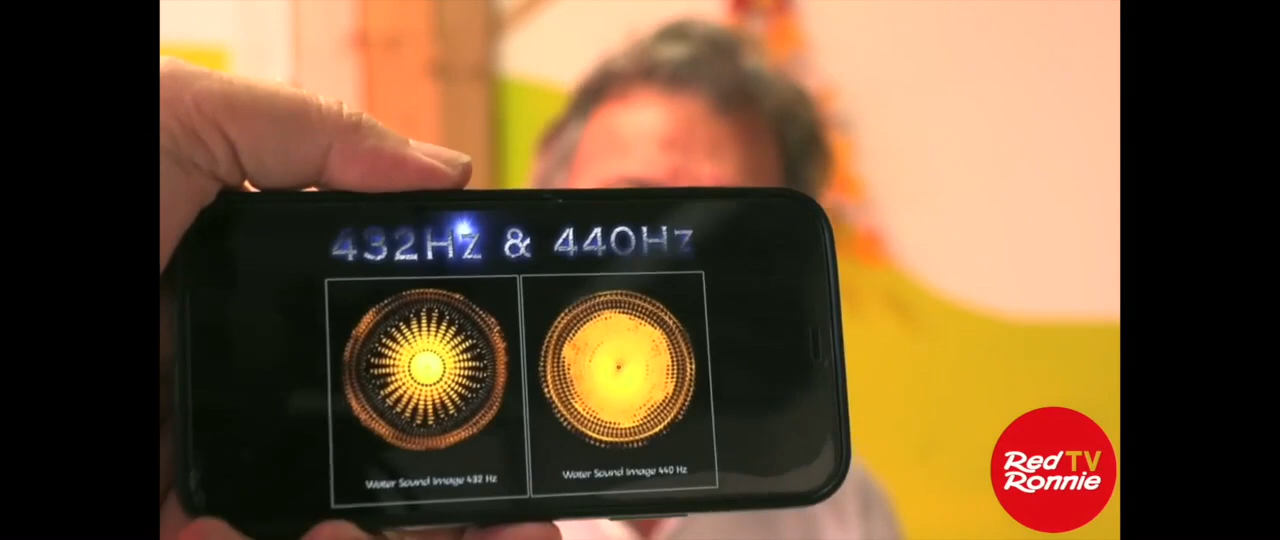 432Hz & 440Hz
Water Sound Image 432 Hz
Water Sound Image 440 Hz
Red TV
Ronnie